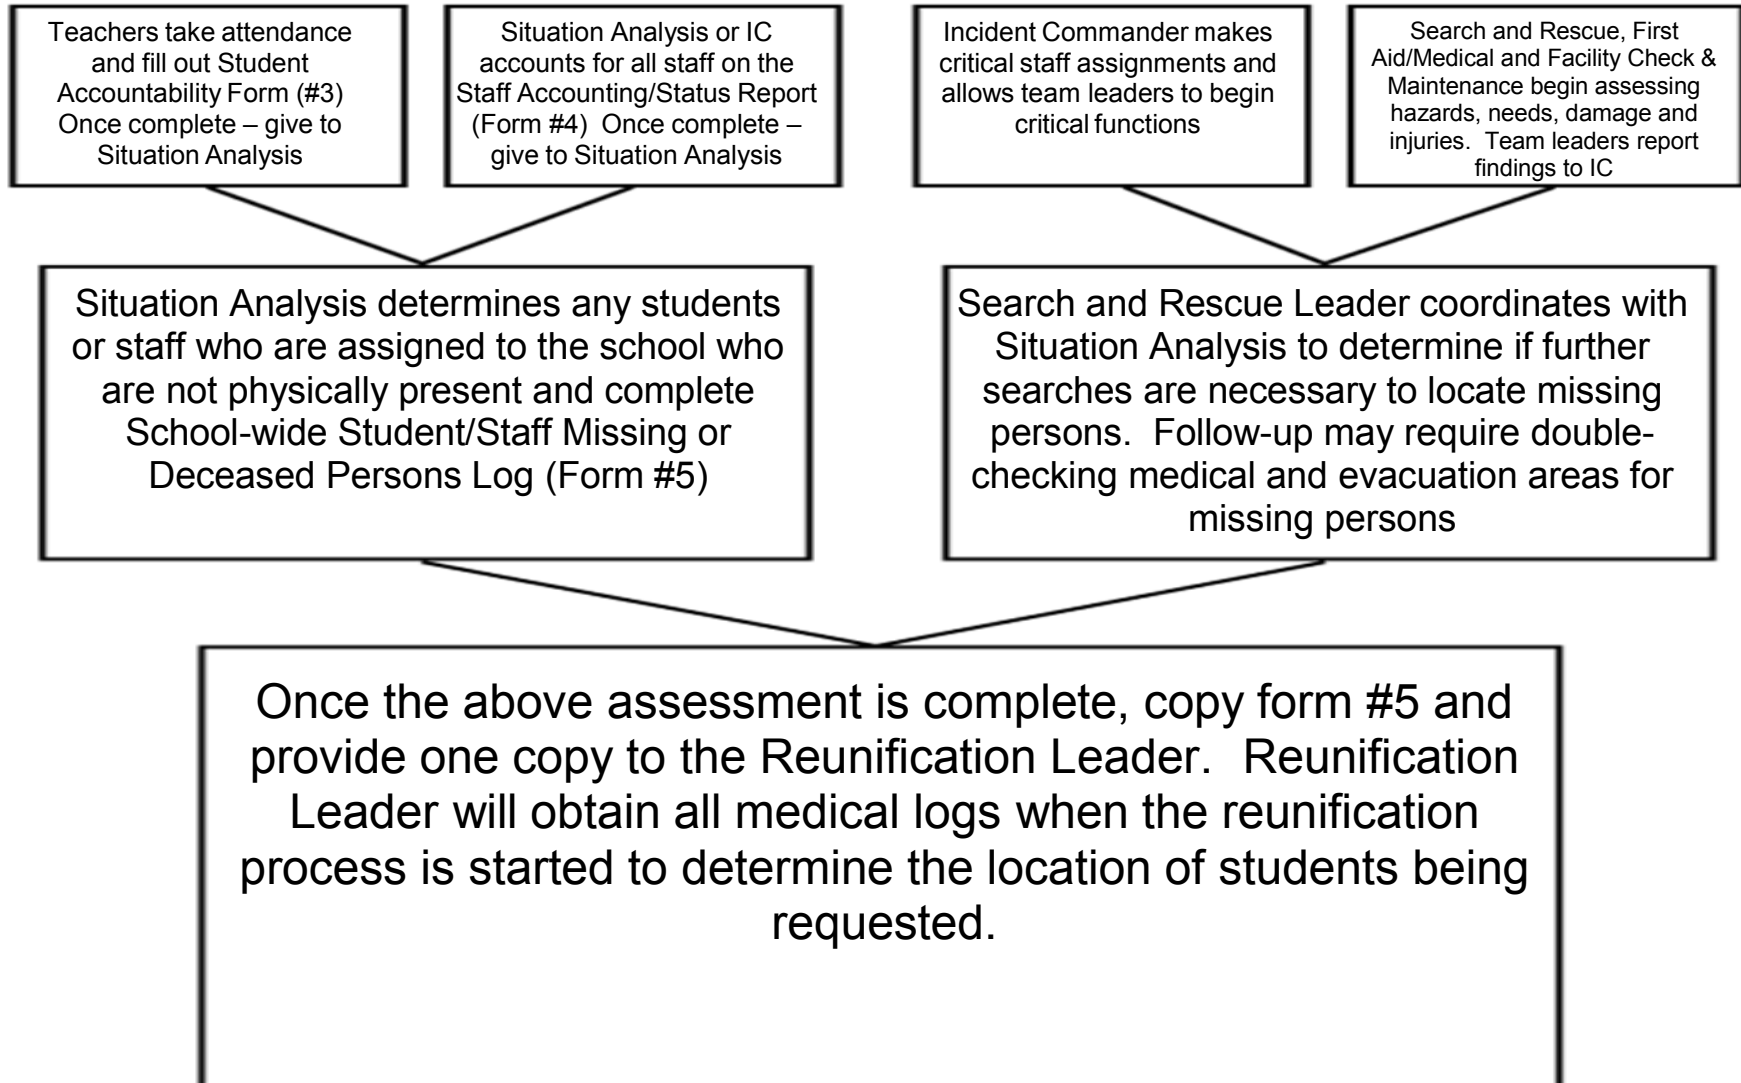 Teachers take attendance
and fill out Student
Accountability Form (#3)
Once complete – give to
Situation Analysis
Situation Analysis or IC
accounts for all staff on the
Staff Accounting/Status Report
(Form #4)  Once complete –
give to Situation Analysis
Incident Commander makes
critical staff assignments and
allows team leaders to begin
critical functions
Search and Rescue, First
Aid/Medical and Facility Check &
Maintenance begin assessing
hazards, needs, damage and
injuries.  Team leaders report
findings to IC
Situation Analysis determines any students
or staff who are assigned to the school who
are not physically present and complete
School-wide Student/Staff Missing or
Deceased Persons Log (Form #5)
Search and Rescue Leader coordinates with
Situation Analysis to determine if further
searches are necessary to locate missing
persons.  Follow-up may require double-
checking medical and evacuation areas for
missing persons
Once the above assessment is complete, copy form #5 and
provide one copy to the Reunification Leader.  Reunification
Leader will obtain all medical logs when the reunification
process is started to determine the location of students being
requested.